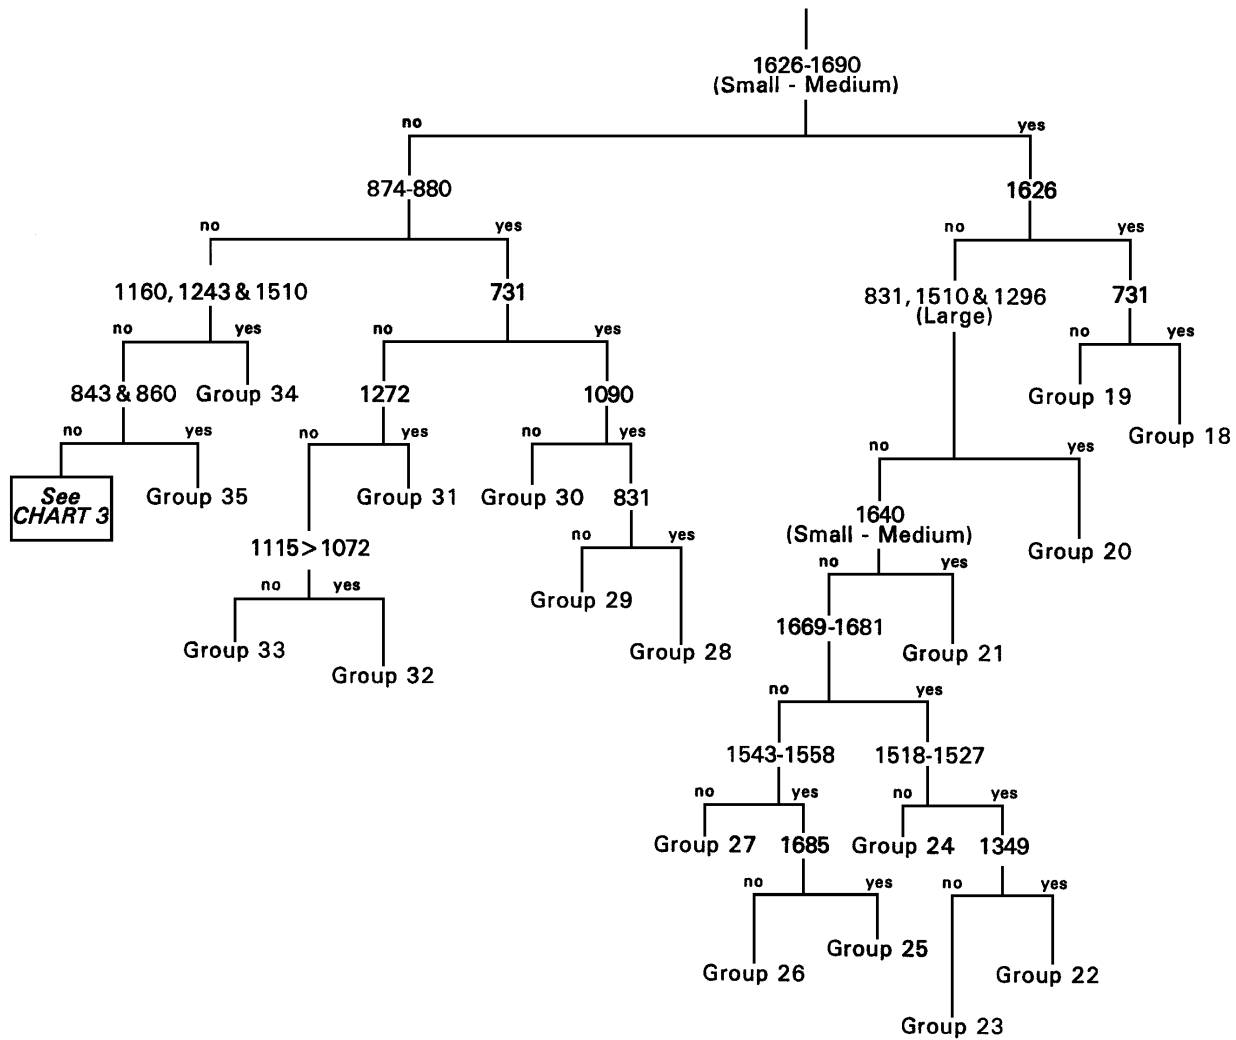 1626-1690
(Small - Medium)
no
yes
874-880
1626
no
yes
no
yes
1160, 1243 & 1510
731
831, 1510 & 1296
(Large)
731
no
yes
no
yes
no
yes
843 & 860
Group 34
1272
1090
Group 19
no
yes
no
yes
no
yes
Group 18
no
yes
See
CHART 3
Group 35
Group 31
Group 30
831
1640
(Small - Medium)
no
yes
1115 > 1072
Group 20
no
yes
no
yes
Group 29
1669-1681
Group 33
Group 28
Group 21
Group 32
no
yes
1543-1558
1518-1527
no
yes
no
yes
Group 27
1685
Group 24
1349
no
yes
no
yes
Group 25
Group 26
Group 22
Group 23